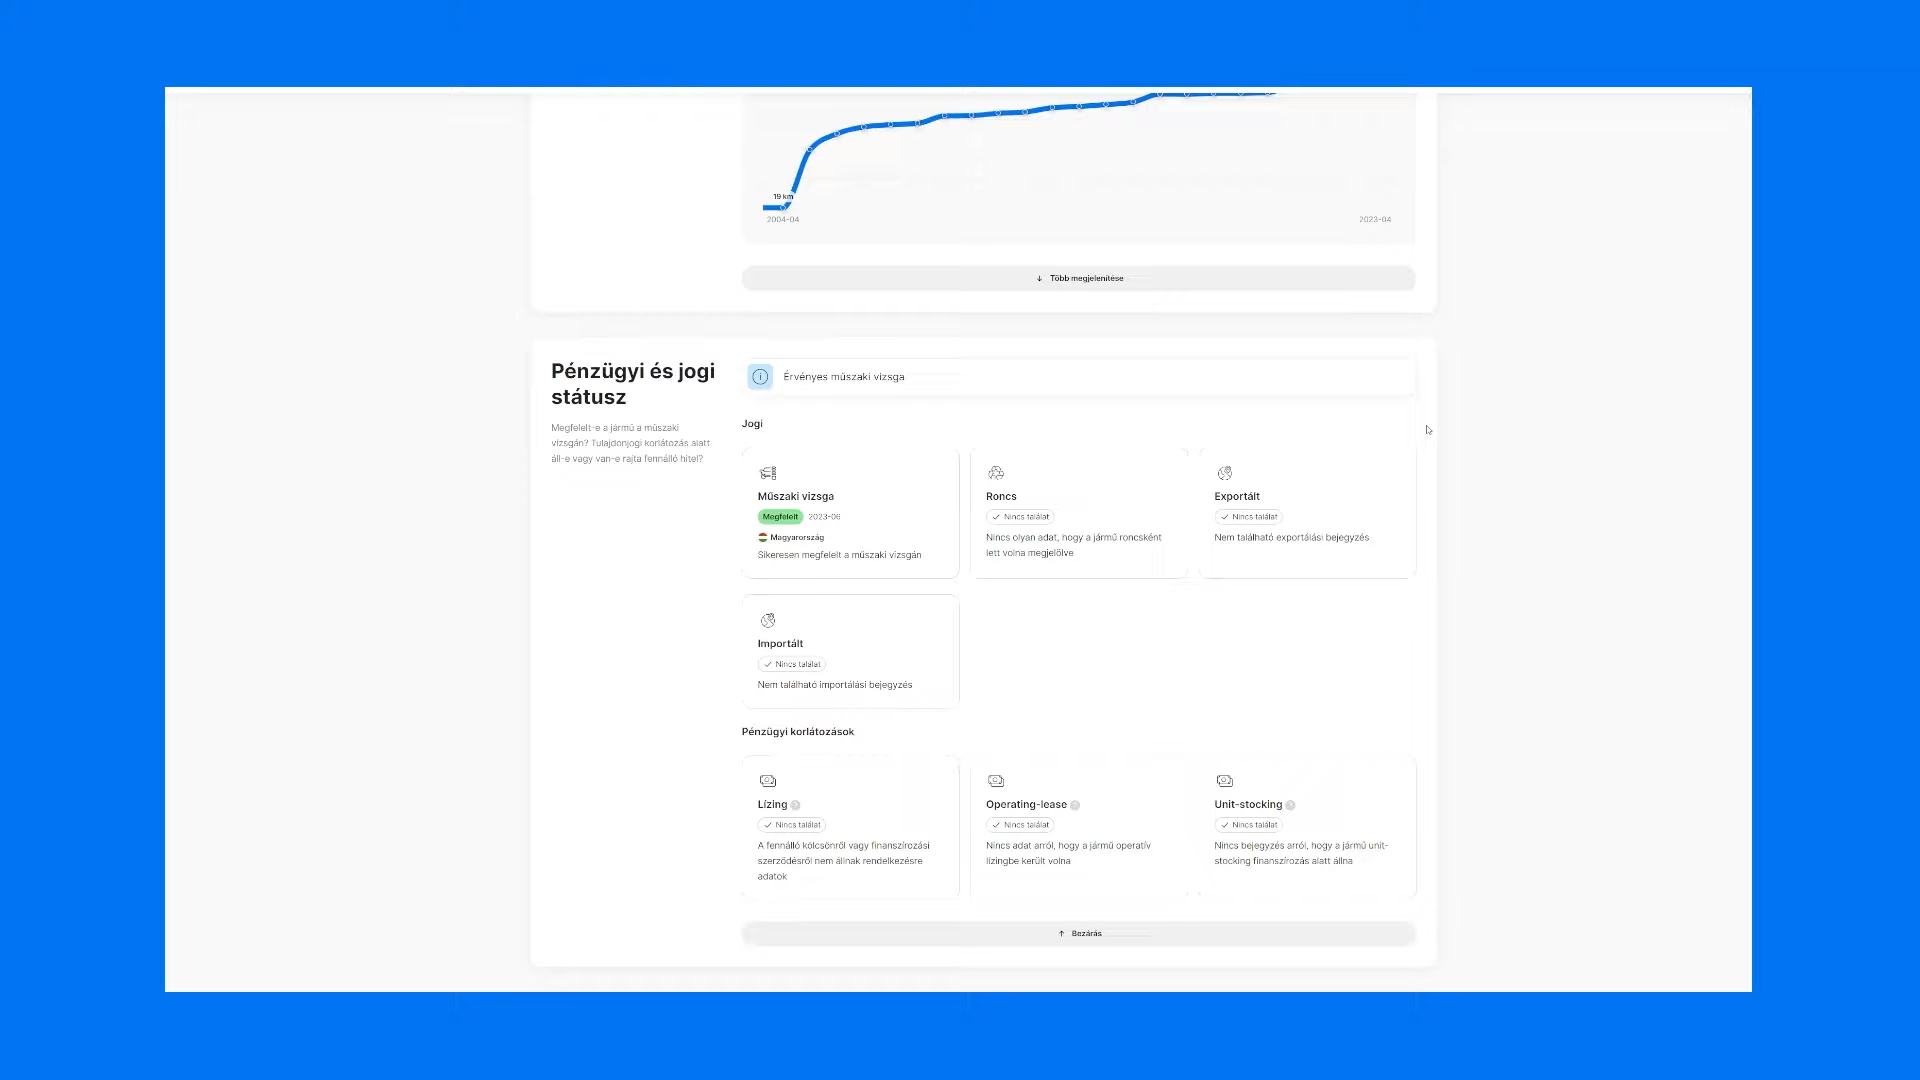 19 km
2004-04
2023-04
Több megjelenítése
Pénzügyi és jogi
státusz
Megfelelt-e a jármű a műszaki
vizsgán? Tulajdonjogi korlátozás alatt
áll-e vagy van-e rajta fennálló hitel?
Érvényes műszaki vizsga
Jogi
Műszaki vizsga
Megfelelt 2023-06
Magyarország
Sikeresen megfelelt a műszaki vizsgán
Roncs
Nincs találat
Nincs olyan adat, hogy a jármű roncsként
lett volna megjelölve
Exportált
Nincs találat
Nem található exportálási bejegyzés
Importált
Nincs találat
Nem található importálási bejegyzés
Pénzügyi korlátozások
Lízing
Nincs találat
A fennálló kölcsönről vagy finanszírozási
szerződésről nem állnak rendelkezésre
adatok
Operating-lease
Nincs találat
Nincs adat arról, hogy a jármű operatív
lízingbe került volna
Unit-stocking
Nincs találat
Nincs bejegyzés arról, hogy a jármű unit-
stocking finanszírozás alatt állna
Bezárás